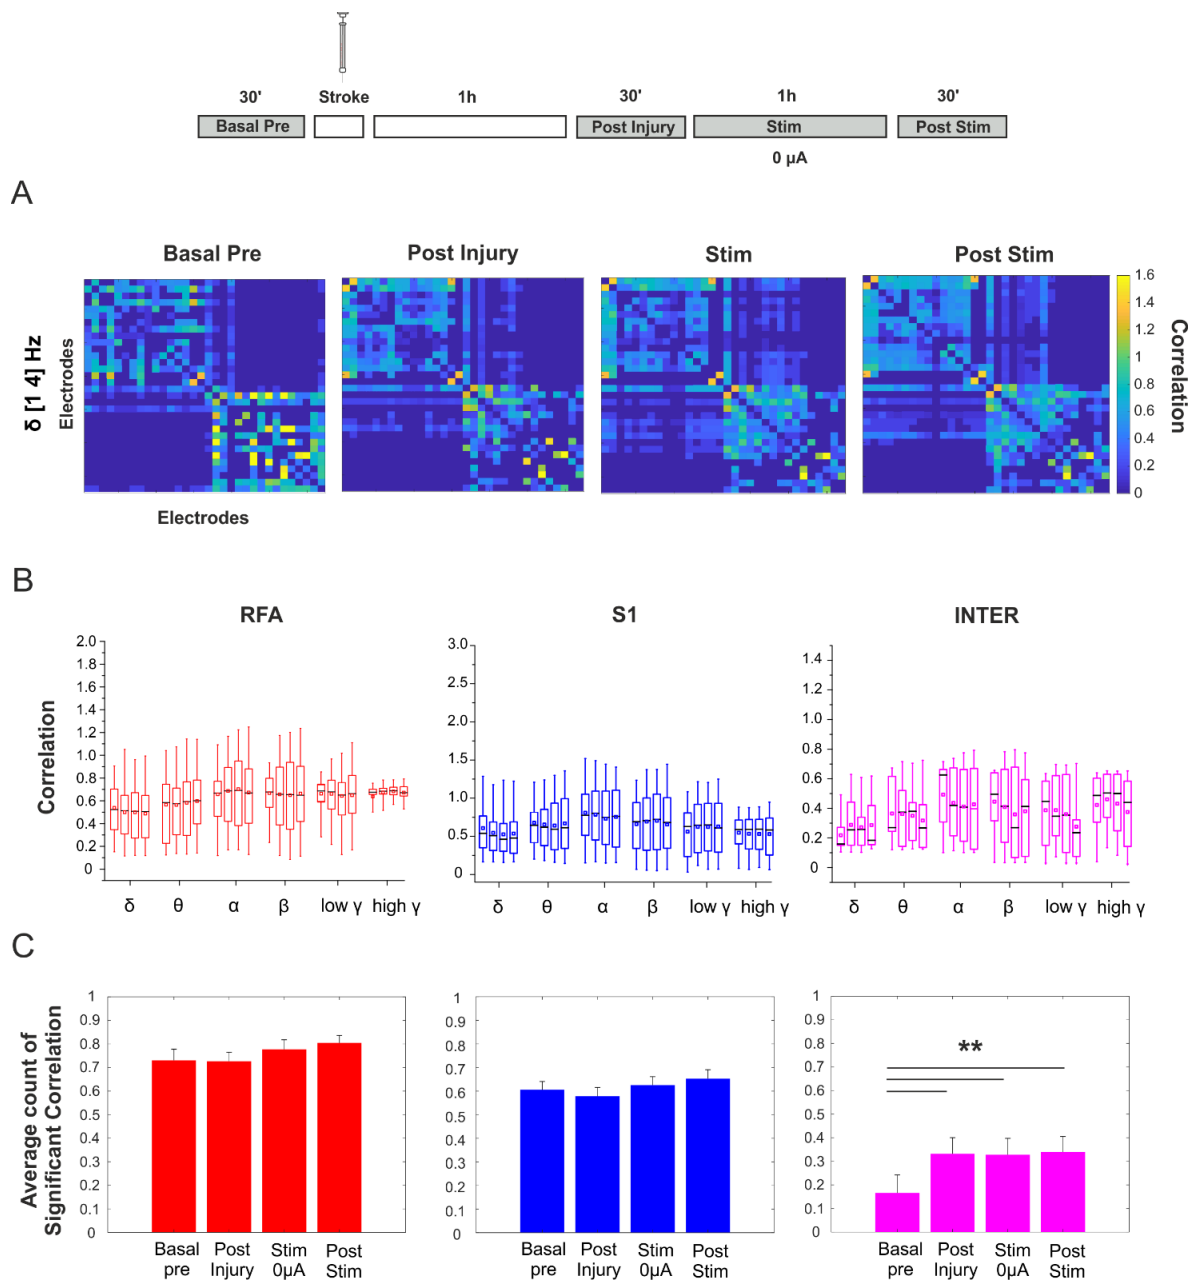 30' Stroke 1h 30' 1h 30'
Basal Pre Post Injury Stim Post Stim
0 µA
A
Basal Pre Post Injury Stim Post Stim
δ [1 4] Hz
Electrodes
Electrodes
1.6
1.4
1.2
1
0.8
0.6
0.4
0.2
0
Correlation
B
RFA S1 INTER
Correlation
2.0
1.8
1.6
1.4
1.2
1.0
0.8
0.6
0.4
0.2
0
δ θ α β low γ high γ
3.0
2.5
2.0
1.5
1.0
0.5
0
δ θ α β low γ high γ
1.4
1.2
1.0
0.8
0.6
0.4
0.2
0
δ θ α β low γ high γ
C
Average count of
Significant Correlation
1
0.9
0.8
0.7
0.6
0.5
0.4
0.3
0.2
0.1
0
Basal Post Stim Post
pre Injury 0µA Stim
1
0.9
0.8
0.7
0.6
0.5
0.4
0.3
0.2
0.1
0
Basal Post Stim Post
pre Injury 0µA Stim
1
0.9
0.8
0.7
0.6
0.5
0.4
0.3
0.2
0.1
0
**
Basal Post Stim Post
pre Injury 0µA Stim